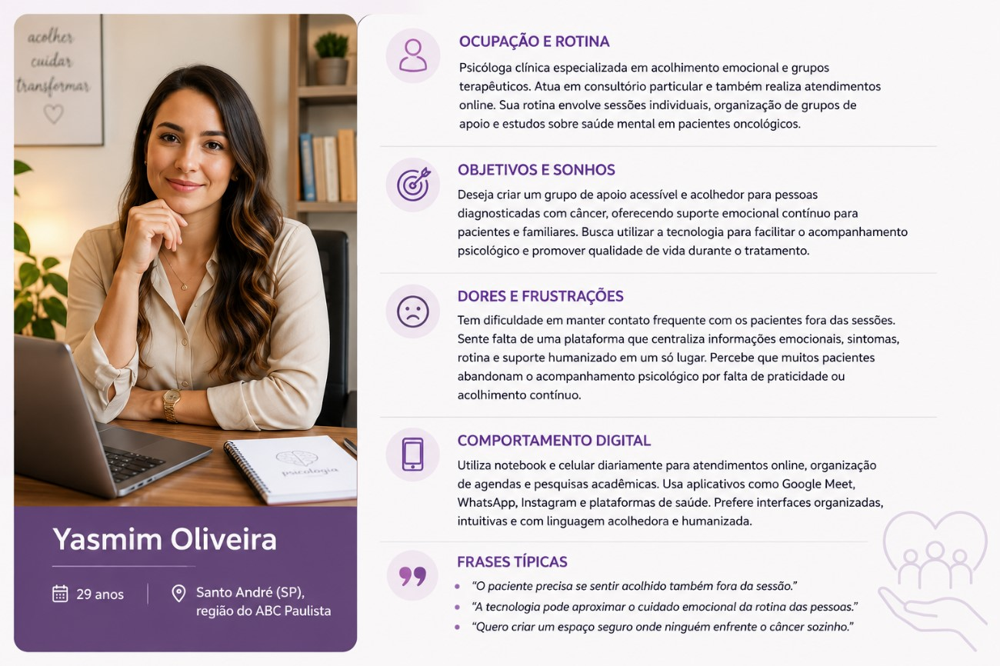 acolher
cuidar
transformar
psicologia
Yasmim Oliveira
29 anos
Santo André (SP),
região do ABC Paulista
OCUPAÇÃO E ROTINA
Psicóloga clínica especializada em acolhimento emocional e grupos
terapêuticos. Atua em consultório particular e também realiza atendimentos
online. Sua rotina envolve sessões individuais, organização de grupos de
apoio e estudos sobre saúde mental em pacientes oncológicos.
OBJETIVOS E SONHOS
Deseja criar um grupo de apoio acessível e acolhedor para pessoas
diagnosticadas com câncer, oferecendo suporte emocional contínuo para
pacientes e familiares. Busca utilizar a tecnologia para facilitar o acompanhamento
psicológico e promover qualidade de vida durante o tratamento.
DORES E FRUSTRAÇÕES
Tem dificuldade em manter contato frequente com os pacientes fora das sessões.
Sente falta de uma plataforma que centraliza informações emocionais, sintomas,
rotina e suporte humanizado em um só lugar. Percebe que muitos pacientes
abandonam o acompanhamento psicológico por falta de praticidade ou
acolhimento contínuo.
COMPORTAMENTO DIGITAL
Utiliza notebook e celular diariamente para atendimentos online, organização
de agendas e pesquisas acadêmicas. Usa aplicativos como Google Meet,
WhatsApp, Instagram e plataformas de saúde. Prefere interfaces organizadas,
intuitivas e com linguagem acolhedora e humanizada.
FRASES TÍPICAS
• “O paciente precisa se sentir acolhido também fora da sessão.”
• “A tecnologia pode aproximar o cuidado emocional da rotina das pessoas.”
• “Quero criar um espaço seguro onde ninguém enfrente o câncer sozinho.”